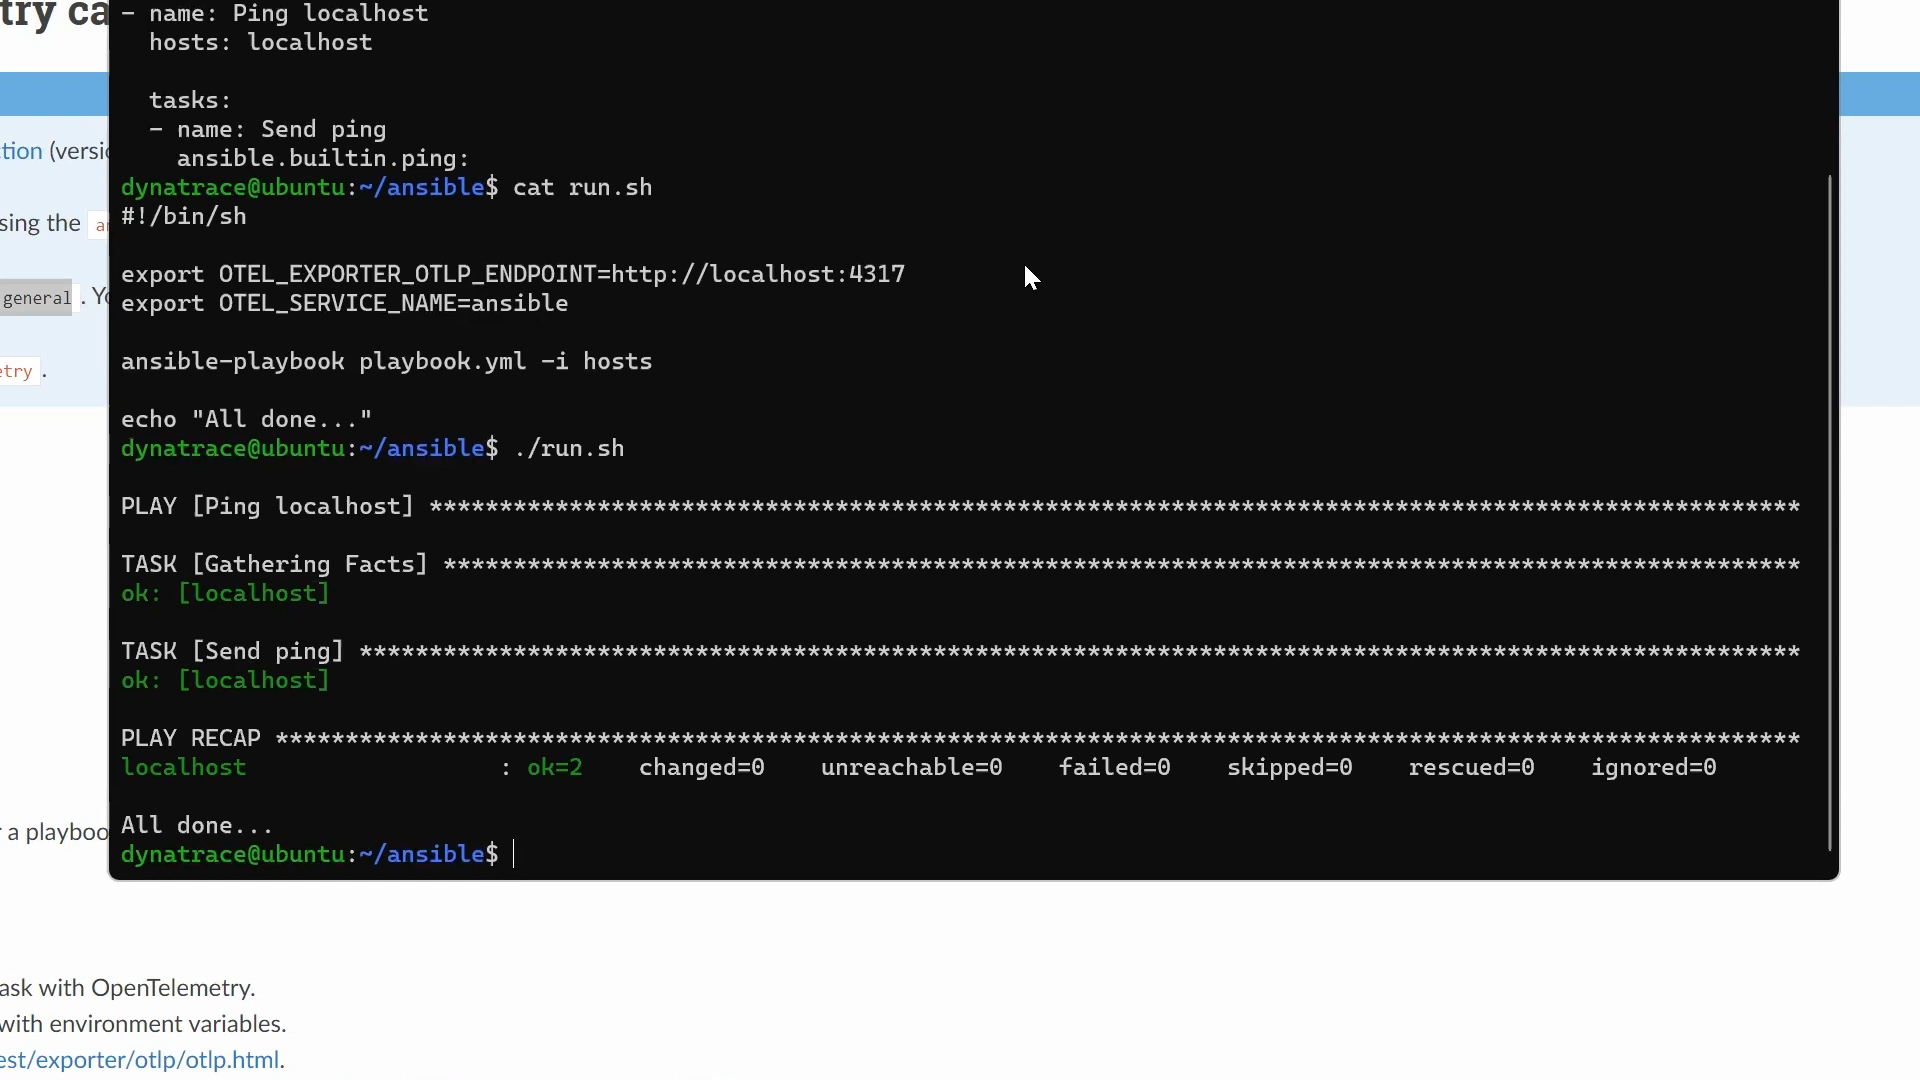 try ca
- name: Ping localhost
hosts: localhost
tasks:
- name: Send ping
ansible.builtin.ping:
tion (versio
dynatrace@ubuntu:~/ansible$ cat run.sh
#!/bin/sh
sing the
export OTEL_EXPORTER_OTLP_ENDPOINT=http://localhost:4317
general . Yo
export OTEL_SERVICE_NAME=ansible
ansible-playbook playbook.yml -i hosts
etry .
echo "All done..."
dynatrace@ubuntu:~/ansible$ ./run.sh
PLAY [Ping localhost] **************************************************************************************************
TASK [Gathering Facts] *************************************************************************************************
ok: [localhost]
TASK [Send ping] *******************************************************************************************************
ok: [localhost]
PLAY RECAP *************************************************************************************************************
localhost : ok=2 changed=0 unreachable=0 failed=0 skipped=0 rescued=0 ignored=0
r a playboo
All done...
dynatrace@ubuntu:~/ansible$
ask with OpenTelemetry.
with environment variables.
est/exporter/otlp/otlp.html.